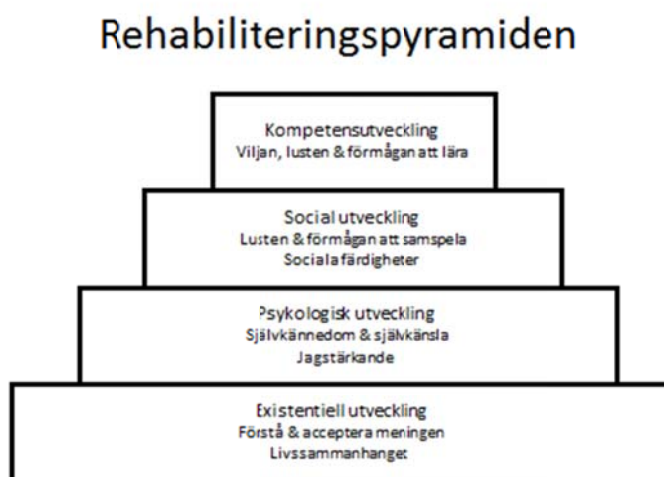 Rehabiliteringspyramiden
Kompetensutveckling
Viljan, lusten & förmågan att lära
Social utveckling
Lusten & förmågan att samspela
Sociala färdigheter
Psykologisk utveckling
Självkännedom & självkänsla
Jagstärkande
Existentiell utveckling
Förstå & acceptera meningen
Livssammanhanget